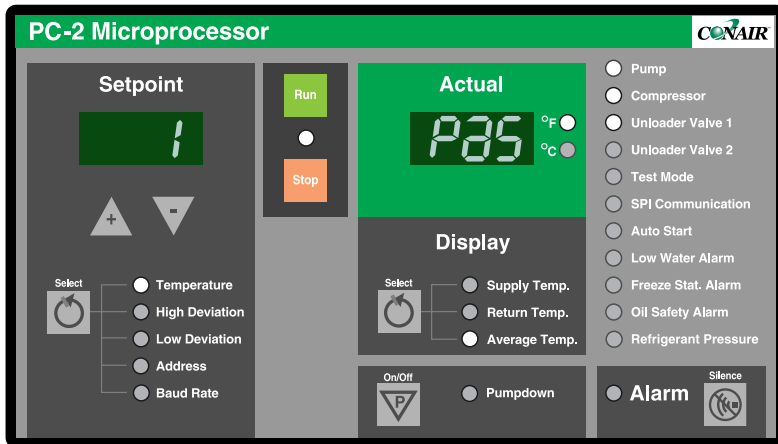 PC-2 Microprocessor
CONAIR
Setpoint
1
+
-
Select
Temperature
High Deviation
Low Deviation
Address
Baud Rate
Run
Stop
Actual
PAS
°F
°C
Display
Select
Supply Temp.
Return Temp.
Average Temp.
On/Off
P
Pumpdown
Pump
Compressor
Unloader Valve 1
Unloader Valve 2
Test Mode
SPI Communication
Auto Start
Low Water Alarm
Freeze Stat. Alarm
Oil Safety Alarm
Refrigerant Pressure
Alarm
Silence